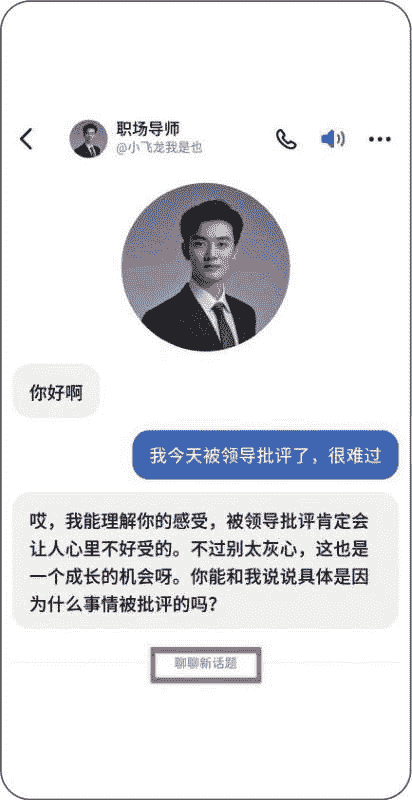 职场导师
@小飞龙我是也
你好啊
我今天被领导批评了，很难过
哎，我能理解你的感受，被领导批评肯定会
让人心里不好受的。不过别太灰心，这也是
一个成长的机会呀。你能和我说说具体是因
为什么事情被批评的吗？
聊聊新话题